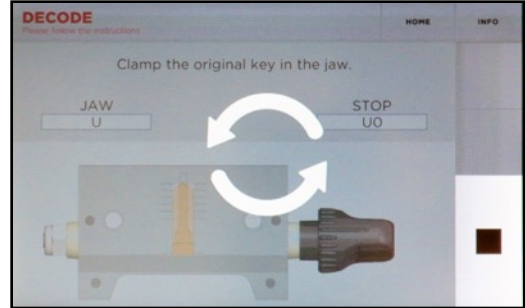 DECODE
HOME
INFO
Please follow the instructions
Clamp the original key in the jaw.
JAW
STOP
U
U0